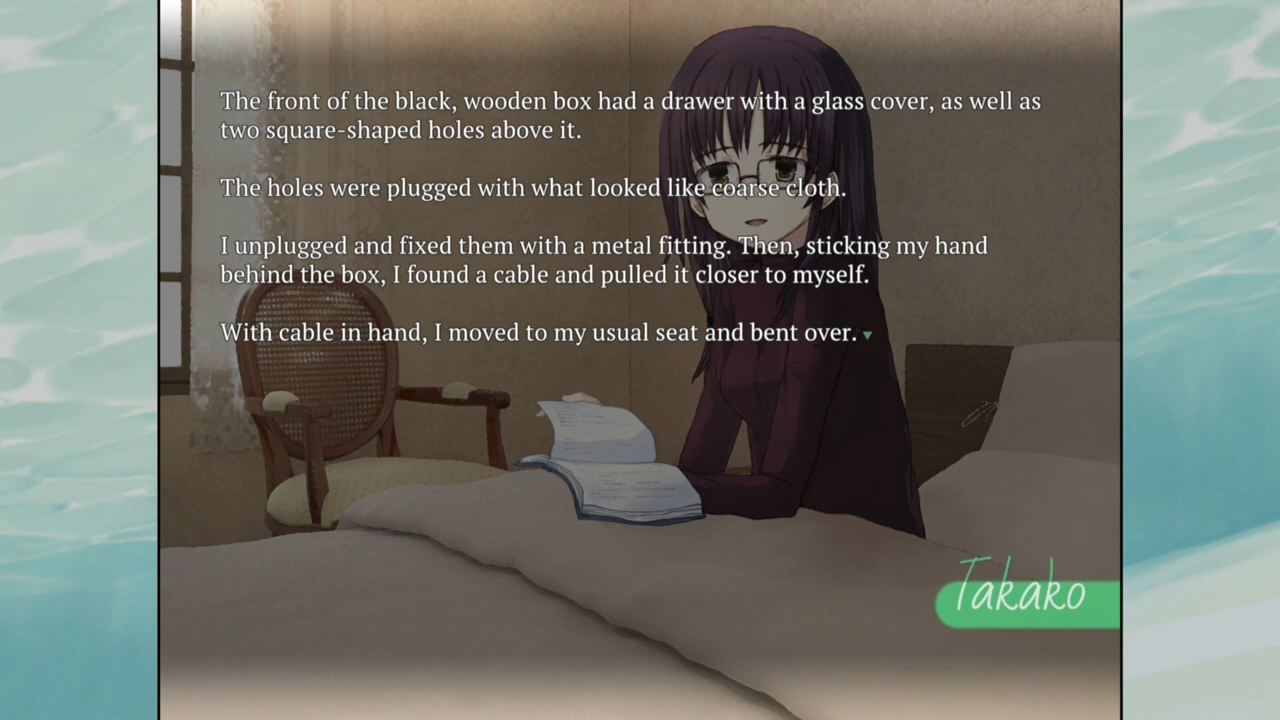 The front of the black, wooden box had a drawer with a glass cover, as well as
two square-shaped holes above it.
The holes were plugged with what looked like coarse cloth.
I unplugged and fixed them with a metal fitting. Then, sticking my hand
behind the box, I found a cable and pulled it closer to myself.
With cable in hand, I moved to my usual seat and bent over.
Takako